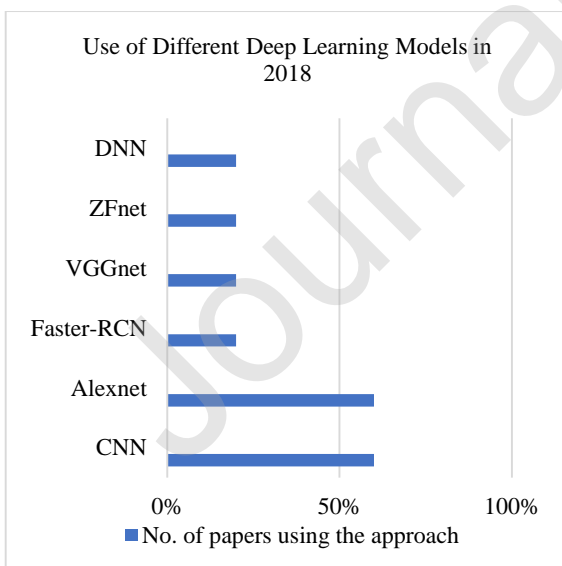 Use of Different Deep Learning Models in
2018
DNN
ZFnet
VGGnet
Faster-RCN
Alexnet
CNN
0% 50% 100%
No. of papers using the approach
Journa